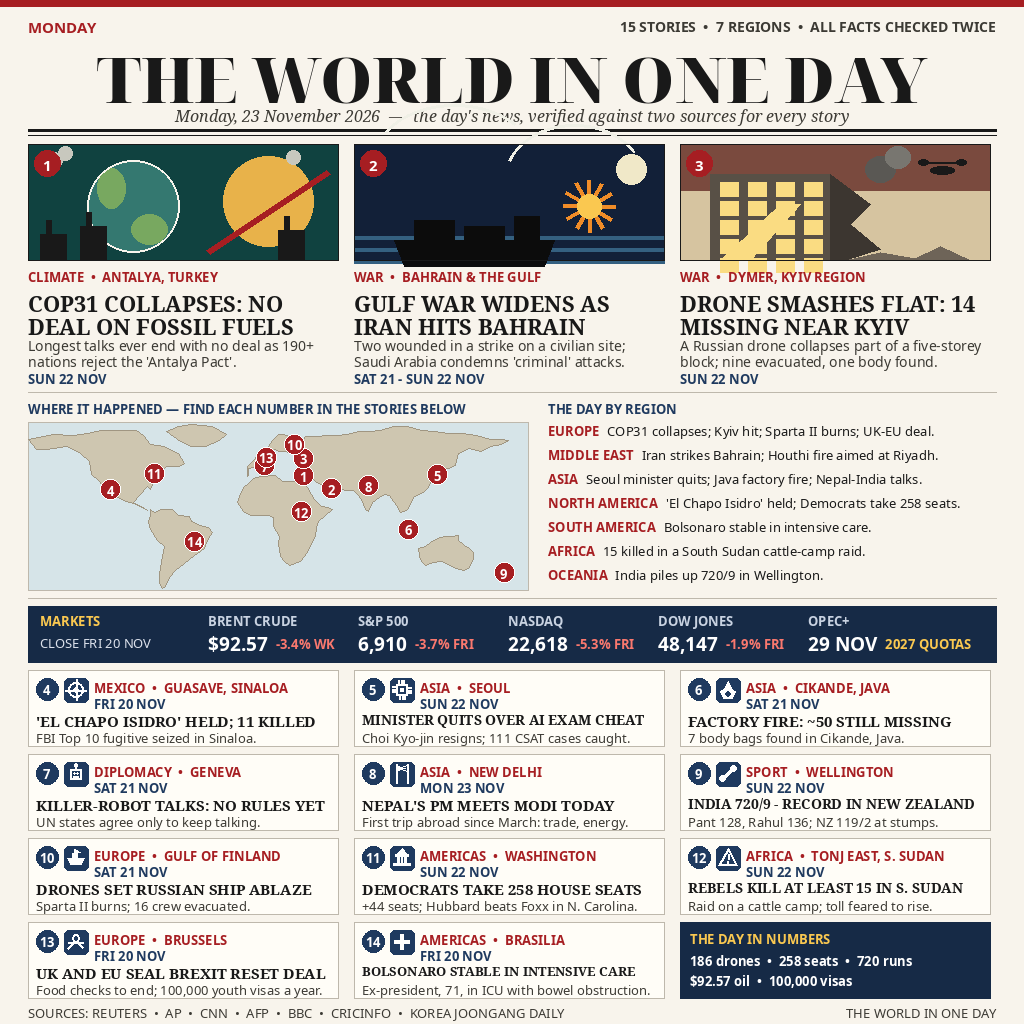 MONDAY
15 STORIES • 7 REGIONS • ALL FACTS CHECKED TWICE
THE WORLD IN ONE DAY
Monday, 23 November 2026 — the day's news, verified against two sources for every story
1
2
3
CLIMATE • ANTALYA, TURKEY
COP31 COLLAPSES: NO
DEAL ON FOSSIL FUELS
Longest talks ever end with no deal as 190+
nations reject the 'Antalya Pact'.
SUN 22 NOV
WAR • BAHRAIN & THE GULF
GULF WAR WIDENS AS
IRAN HITS BAHRAIN
Two wounded in a strike on a civilian site;
Saudi Arabia condemns 'criminal' attacks.
SAT 21 - SUN 22 NOV
WAR • DYMER, KYIV REGION
DRONE SMASHES FLAT: 14
MISSING NEAR KYIV
A Russian drone collapses part of a five-storey
block; nine evacuated, one body found.
SUN 22 NOV
WHERE IT HAPPENED — FIND EACH NUMBER IN THE STORIES BELOW
10
13
3
7
11
1
5
4
2
8
12
6
14
9
THE DAY BY REGION
EUROPE COP31 collapses; Kyiv hit; Sparta II burns; UK-EU deal.
MIDDLE EAST Iran strikes Bahrain; Houthi fire aimed at Riyadh.
ASIA Seoul minister quits; Java factory fire; Nepal-India talks.
NORTH AMERICA 'El Chapo Isidro' held; Democrats take 258 seats.
SOUTH AMERICA Bolsonaro stable in intensive care.
AFRICA 15 killed in a South Sudan cattle-camp raid.
OCEANIA India piles up 720/9 in Wellington.
MARKETS
CLOSE FRI 20 NOV
BRENT CRUDE
$92.57 -3.4% WK
S&P 500
6,910 -3.7% FRI
NASDAQ
22,618 -5.3% FRI
DOW JONES
48,147 -1.9% FRI
OPEC+
29 NOV 2027 QUOTAS
4 MEXICO • GUASAVE, SINALOA
FRI 20 NOV
'EL CHAPO ISIDRO' HELD; 11 KILLED
FBI Top 10 fugitive seized in Sinaloa.
5 ASIA • SEOUL
SUN 22 NOV
MINISTER QUITS OVER AI EXAM CHEAT
Choi Kyo-jin resigns; 111 CSAT cases caught.
6 ASIA • CIKANDE, JAVA
SAT 21 NOV
FACTORY FIRE: ~50 STILL MISSING
7 body bags found in Cikande, Java.
7 DIPLOMACY • GENEVA
SAT 21 NOV
KILLER-ROBOT TALKS: NO RULES YET
UN states agree only to keep talking.
8 ASIA • NEW DELHI
MON 23 NOV
NEPAL'S PM MEETS MODI TODAY
First trip abroad since March: trade, energy.
9 SPORT • WELLINGTON
SUN 22 NOV
INDIA 720/9 - RECORD IN NEW ZEALAND
Pant 128, Rahul 136; NZ 119/2 at stumps.
10 EUROPE • GULF OF FINLAND
SAT 21 NOV
DRONES SET RUSSIAN SHIP ABLAZE
Sparta II burns; 16 crew evacuated.
11 AMERICAS • WASHINGTON
SUN 22 NOV
DEMOCRATS TAKE 258 HOUSE SEATS
+44 seats; Hubbard beats Foxx in N. Carolina.
12 AFRICA • TONJ EAST, S. SUDAN
SUN 22 NOV
REBELS KILL AT LEAST 15 IN S. SUDAN
Raid on a cattle camp; toll feared to rise.
13 EUROPE • BRUSSELS
FRI 20 NOV
UK AND EU SEAL BREXIT RESET DEAL
Food checks to end; 100,000 youth visas a year.
14 AMERICAS • BRASILIA
FRI 20 NOV
BOLSONARO STABLE IN INTENSIVE CARE
Ex-president, 71, in ICU with bowel obstruction.
THE DAY IN NUMBERS
186 drones • 258 seats • 720 runs
$92.57 oil • 100,000 visas
SOURCES: REUTERS • AP • CNN • AFP • BBC • CRICINFO • KOREA JOONGANG DAILY
THE WORLD IN ONE DAY